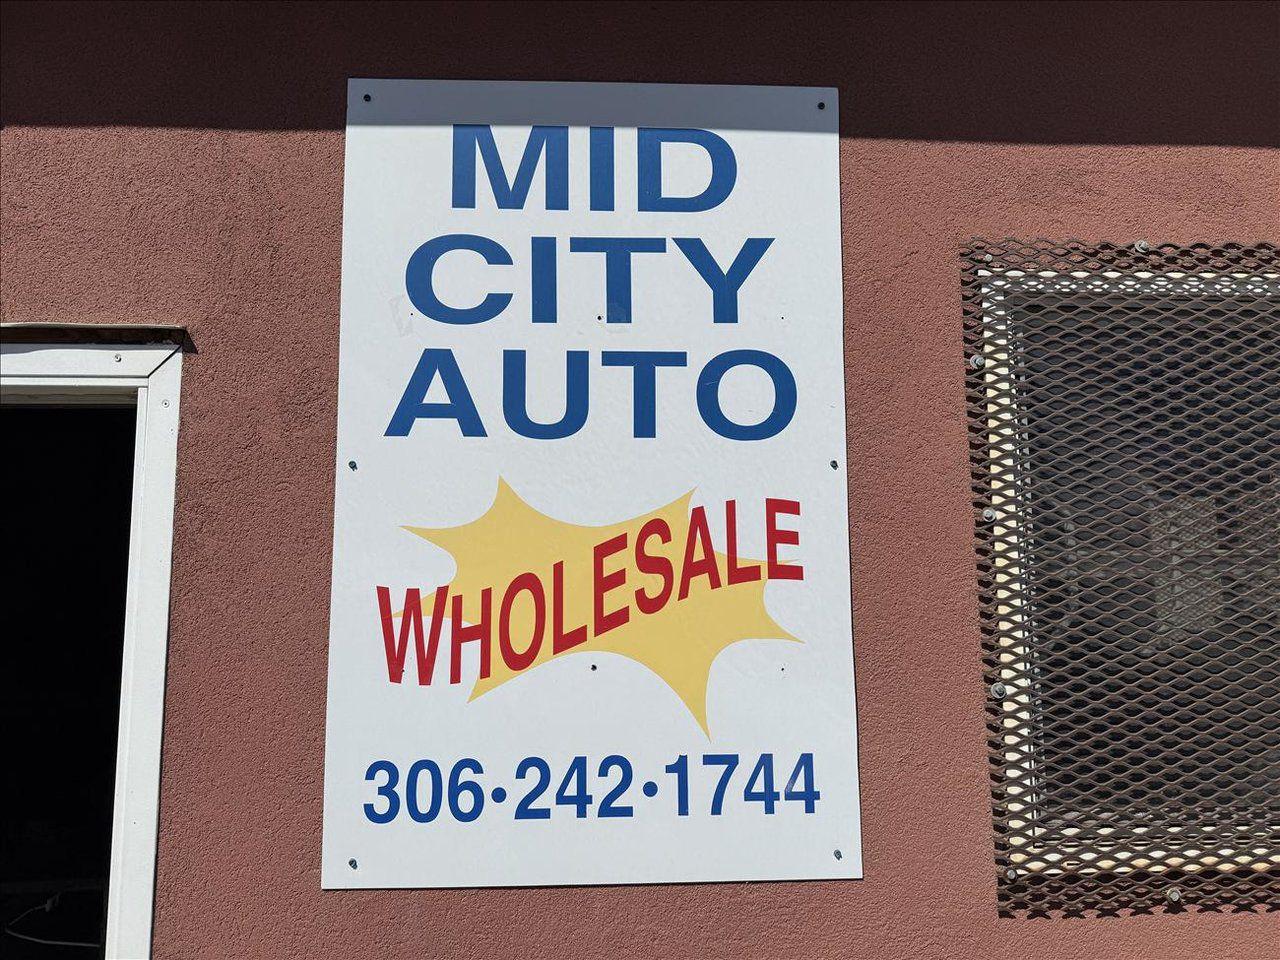 MID
CITY
AUTO
WHOLESALE
306·242·1744